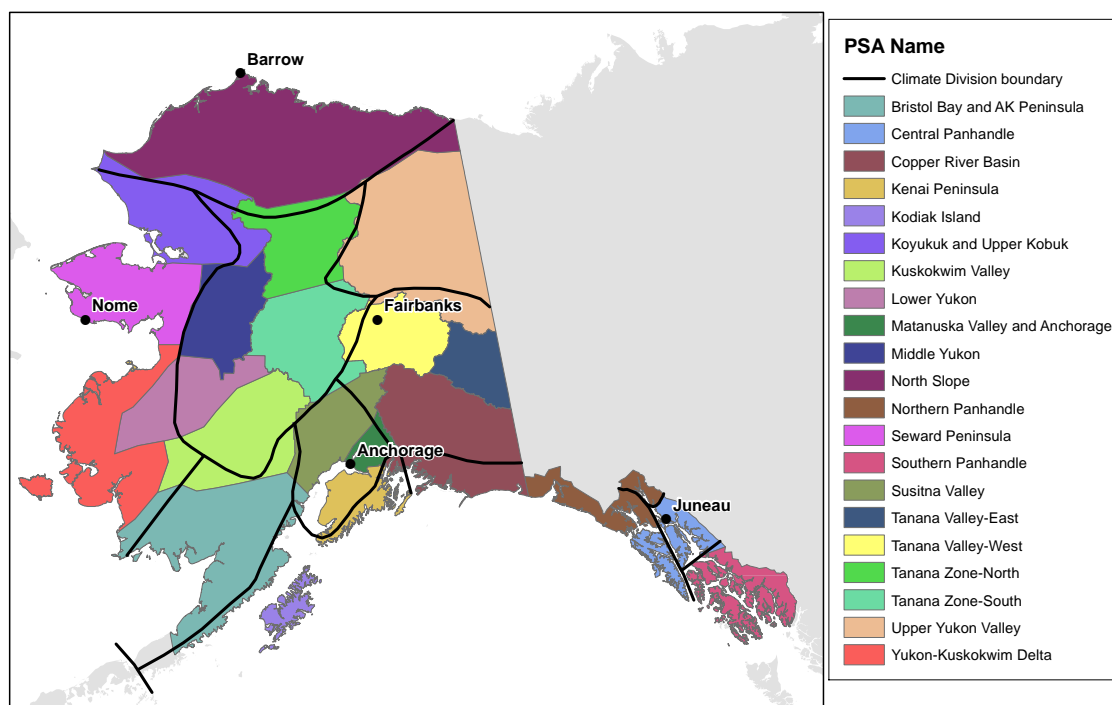 Barrow
Nome
Fairbanks
Anchorage
Juneau
PSA Name
Climate Division boundary
Bristol Bay and AK Peninsula
Central Panhandle
Copper River Basin
Kenai Peninsula
Kodiak Island
Koyukuk and Upper Kobuk
Kuskokwim Valley
Lower Yukon
Matanuska Valley and Anchorage
Middle Yukon
North Slope
Northern Panhandle
Seward Peninsula
Southern Panhandle
Susitna Valley
Tanana Valley-East
Tanana Valley-West
Tanana Zone-North
Tanana Zone-South
Upper Yukon Valley
Yukon-Kuskokwim Delta